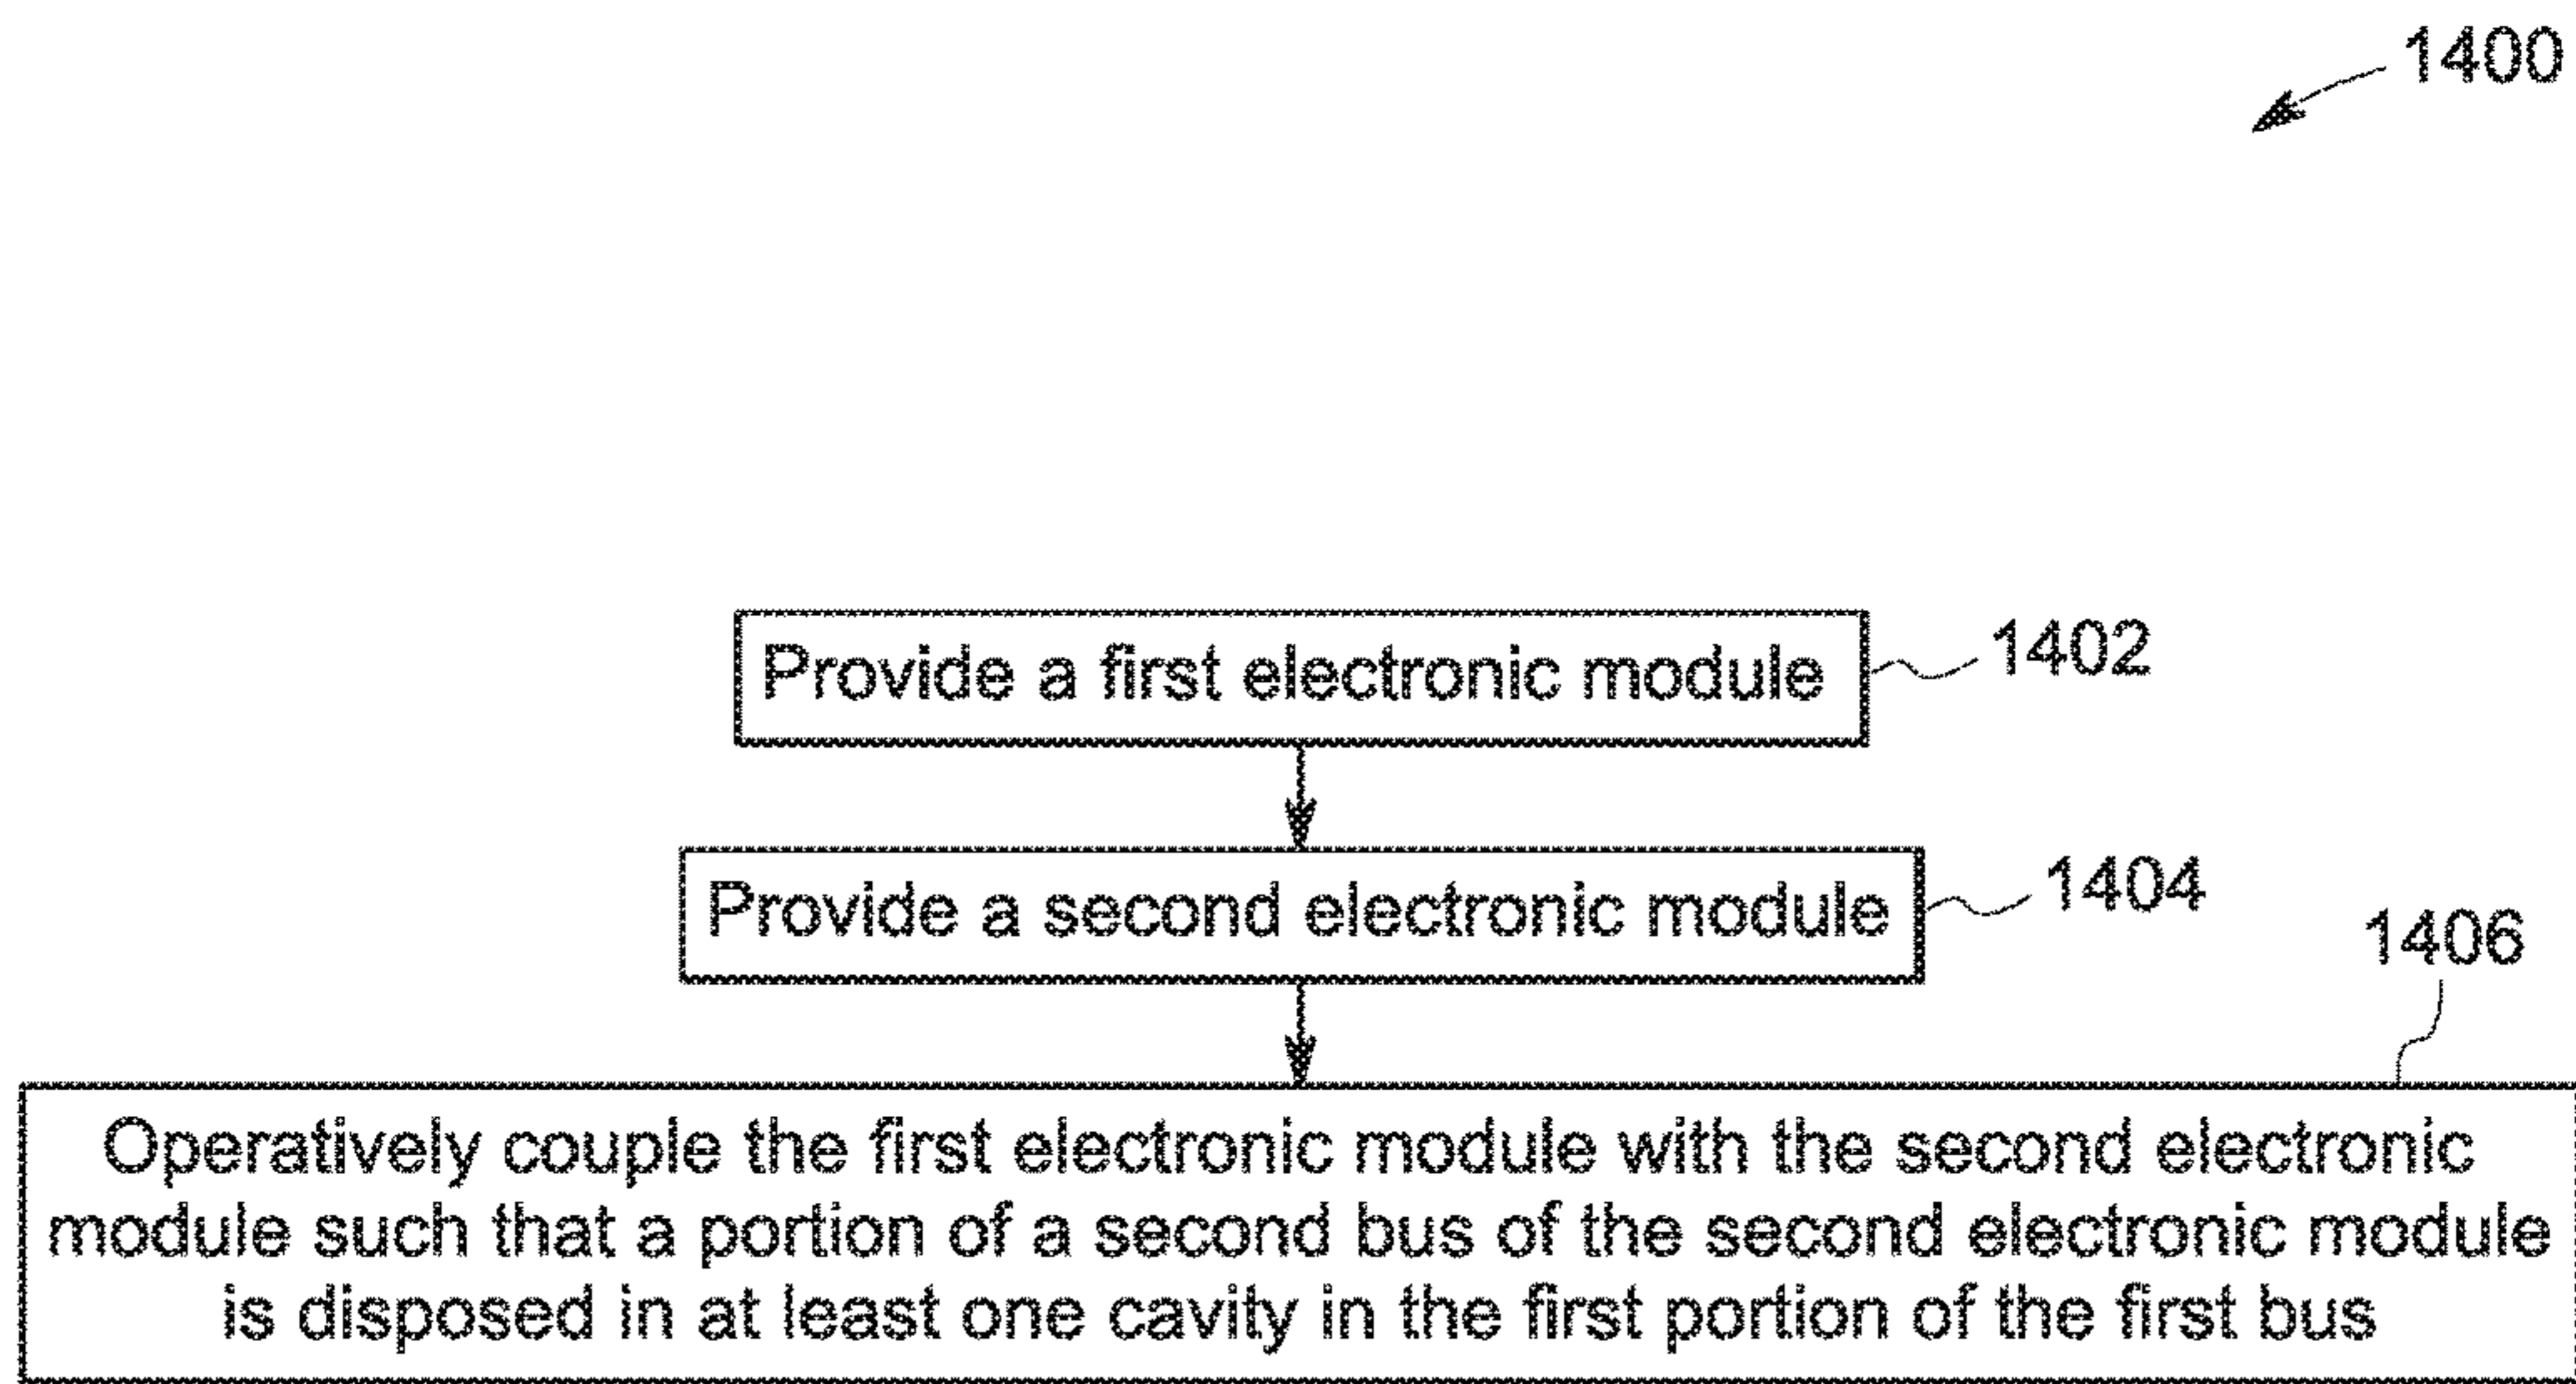 1400
Provide a first electronic module
1402
Provide a second electronic module
1404
1406
Operatively couple the first electronic module with the second electronic
module such that a portion of a second bus of the second electronic module
is disposed in at least one cavity in the first portion of the first bus